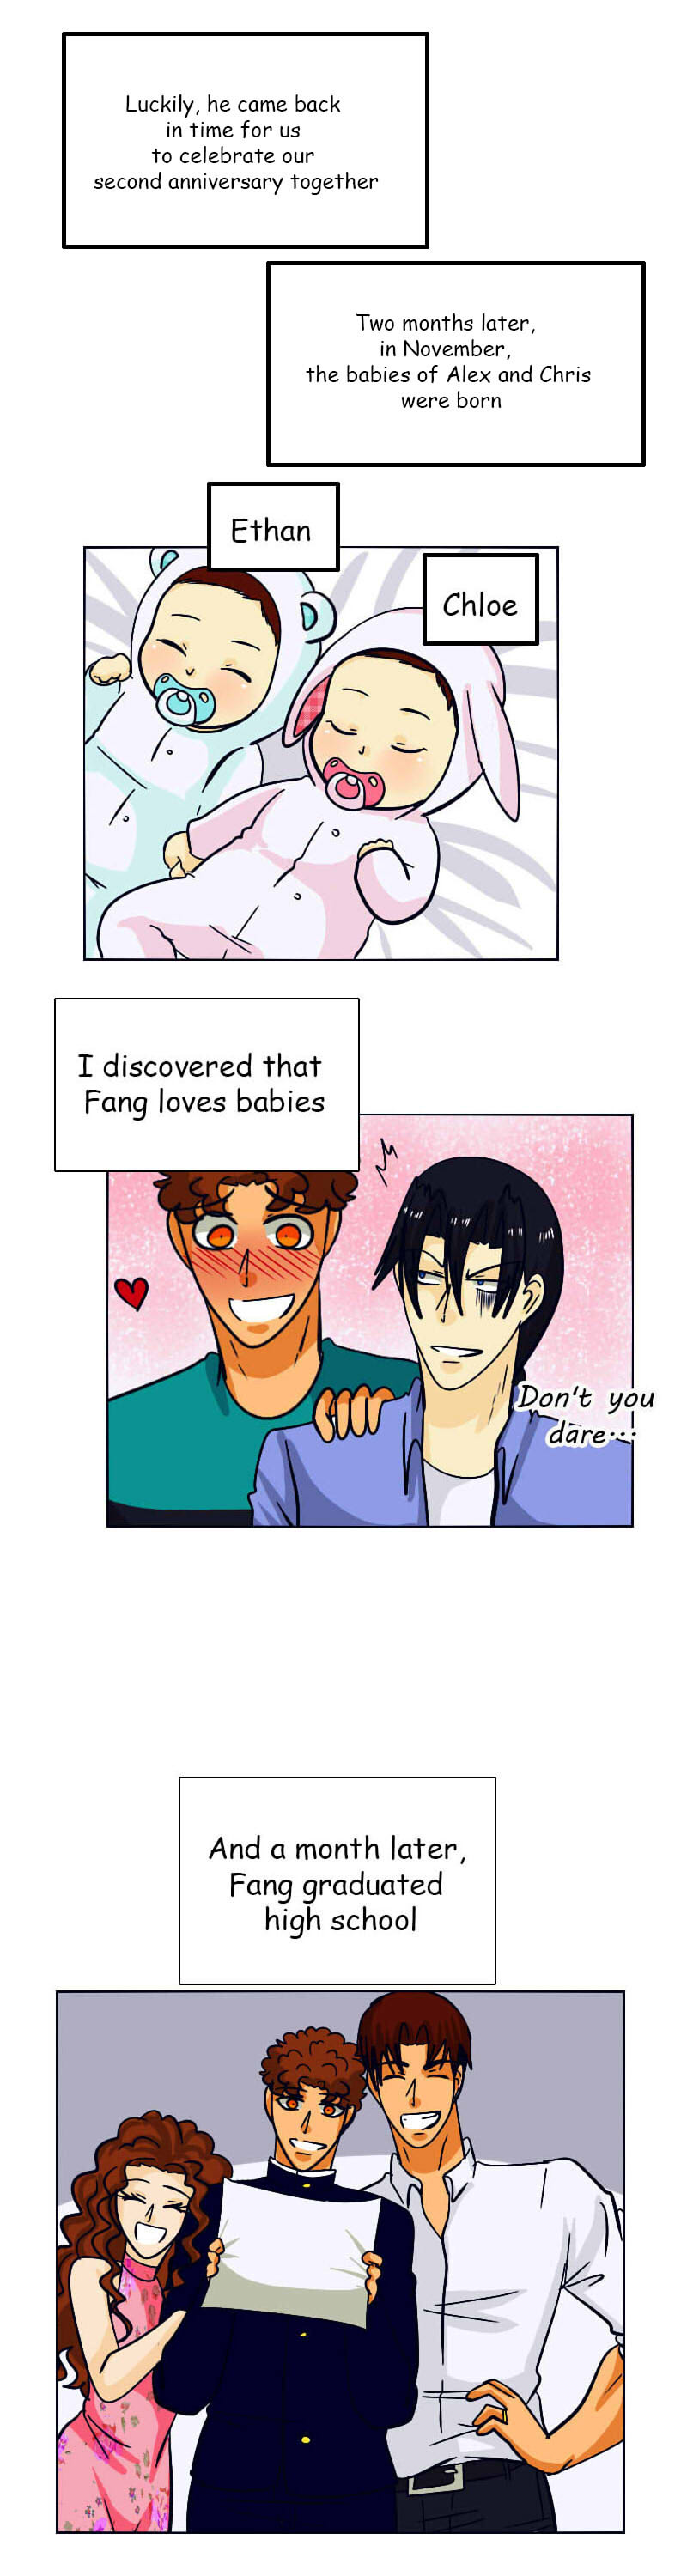 Luckily, he came back
in time for us
to celebrate our
second anniversary together
Two months later,
in November,
the babies of Alex and Chris
were born
Ethan
Chloe
I discovered that
Fang loves babies
Don't you
dare...
And a month later,
Fang graduated
high school